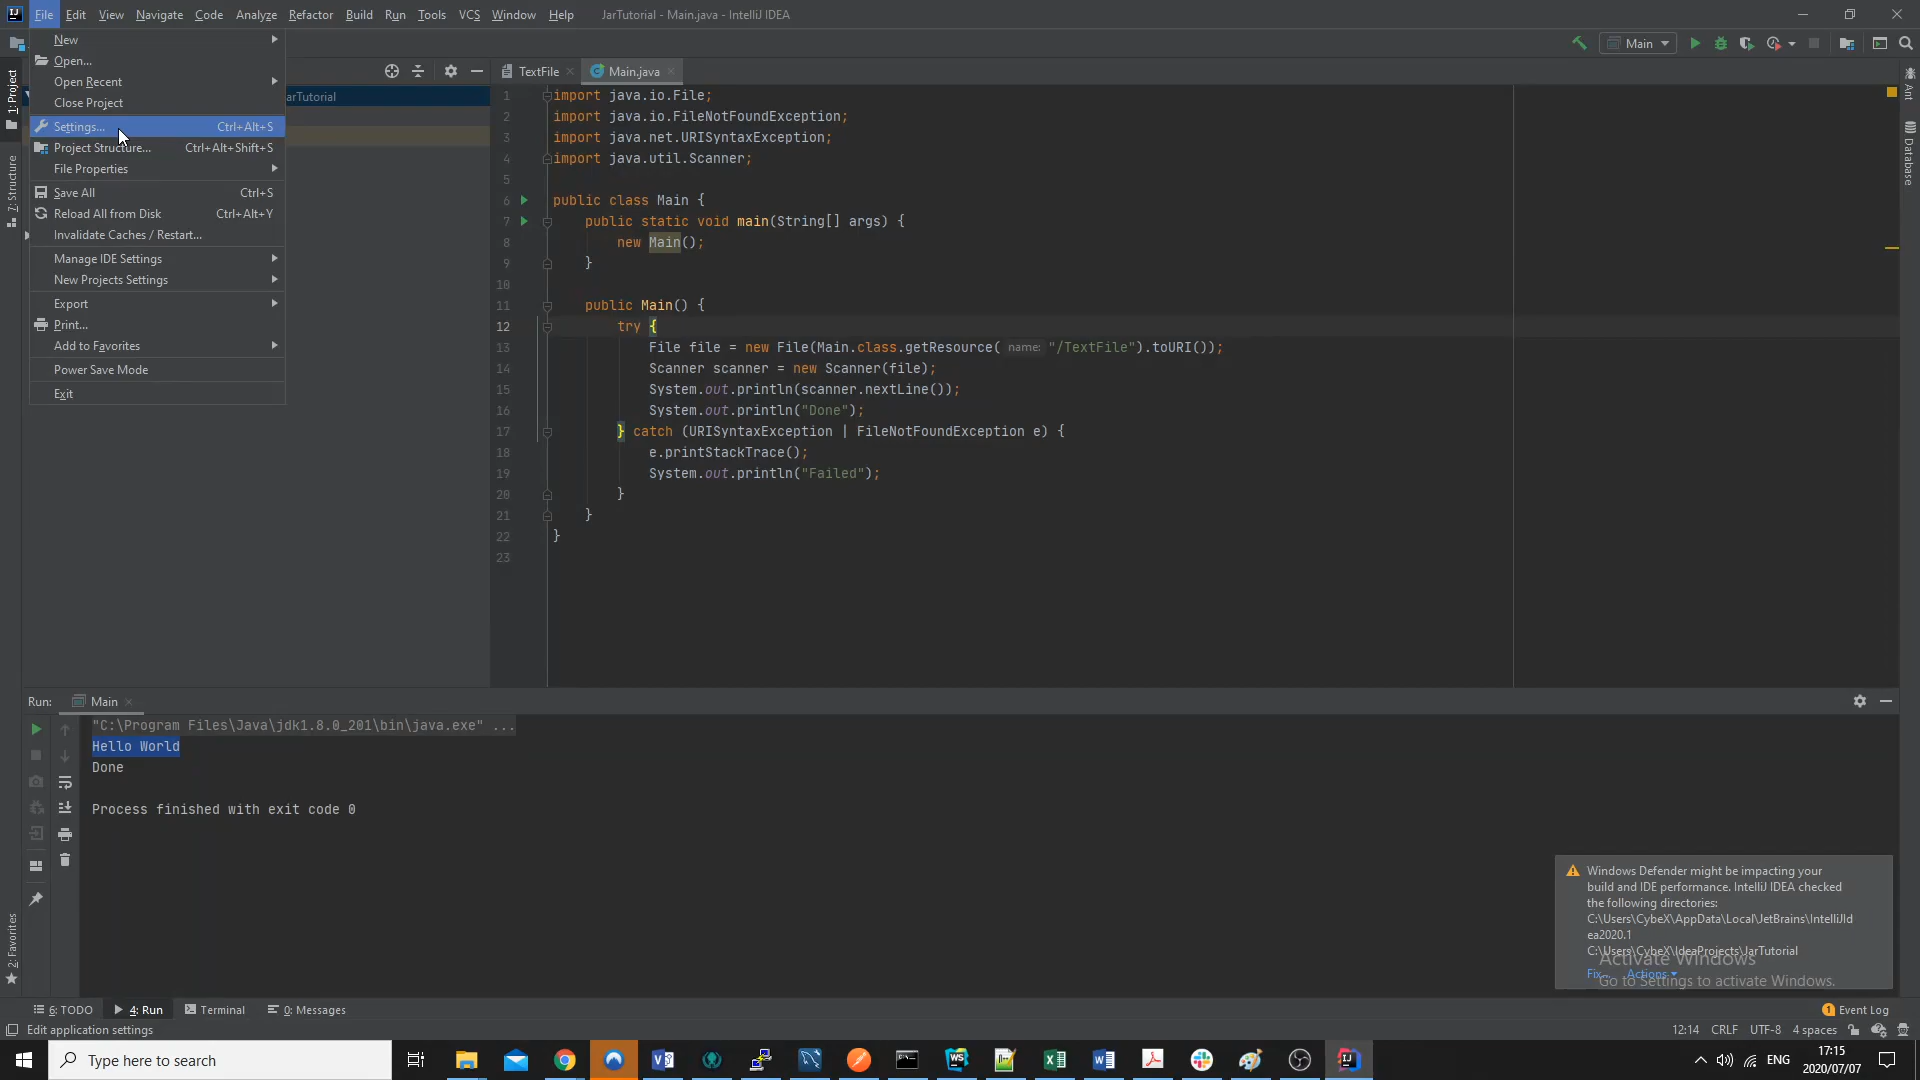 File Edit View Navigate Code Analyze Refactor Build Run Tools VCS Window Help JarTutorial - Main.java - IntelliJ IDEA
Main
New
Open...
Open Recent
Close Project
Settings... Ctrl+Alt+S
Project Structure... Ctrl+Alt+Shift+S
File Properties
Save All Ctrl+S
Reload All from Disk Ctrl+Alt+Y
Invalidate Caches / Restart...
Manage IDE Settings
New Projects Settings
Export
Print...
Add to Favorites
Power Save Mode
Exit
arTutorial
1: Project
7: Structure
2: Favorites
Ant
Database
TextFile Main.java
1 import java.io.File;
2 import java.io.FileNotFoundException;
3 import java.net.URISyntaxException;
4 import java.util.Scanner;
5
6 public class Main {
7 public static void main(String[] args) {
8 new Main();
9 }
10
11 public Main() {
12 try {
13 File file = new File(Main.class.getResource( name: "/TextFile").toURI());
14 Scanner scanner = new Scanner(file);
15 System.out.println(scanner.nextLine());
16 System.out.println("Done");
17 } catch (URISyntaxException | FileNotFoundException e) {
18 e.printStackTrace();
19 System.out.println("Failed");
20 }
21 }
22 }
23
Run: Main
"C:\Program Files\Java\jdk1.8.0_201\bin\java.exe" ...
Hello World
Done
Process finished with exit code 0
Windows Defender might be impacting your
build and IDE performance. IntelliJ IDEA checked
the following directories:
C:\Users\CybeX\AppData\Local\JetBrains\IntelliJId
ea2020.1
C:\Users\CybeX\IdeaProjects\JarTutorial
Fix... Actions
Activate Windows
Go to Settings to activate Windows.
6: TODO 4: Run Terminal 0: Messages 1 Event Log
Edit application settings 12:14 CRLF UTF-8 4 spaces
Type here to search
ENG 17:15
2020/07/07